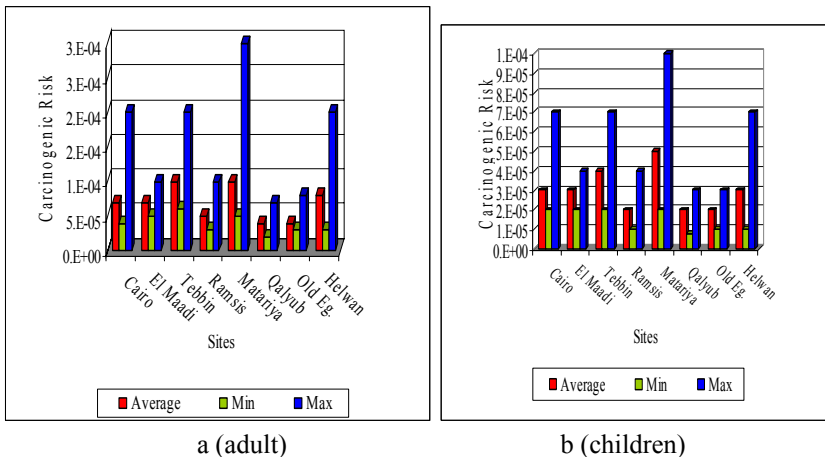 Carcinogenic Risk
3.E-04
3.E-04
2.E-04
2.E-04
1.E-04
5.E-05
0.E+00
Cairo
El Maadi
Tebbin
Ramsis
Matariya
Qalyub
Old Eg.
Helwan
Sites
Average Min Max
a (adult)
Carcinogenic Risk
1.E-04
9.E-05
8.E-05
7.E-05
6.E-05
5.E-05
4.E-05
3.E-05
2.E-05
1.E-05
0.E+00
Cairo
El Maadi
Tebbin
Ramsis
Matariya
Qalyub
Old Eg.
Helwan
Sites
Average Min Max
b (children)